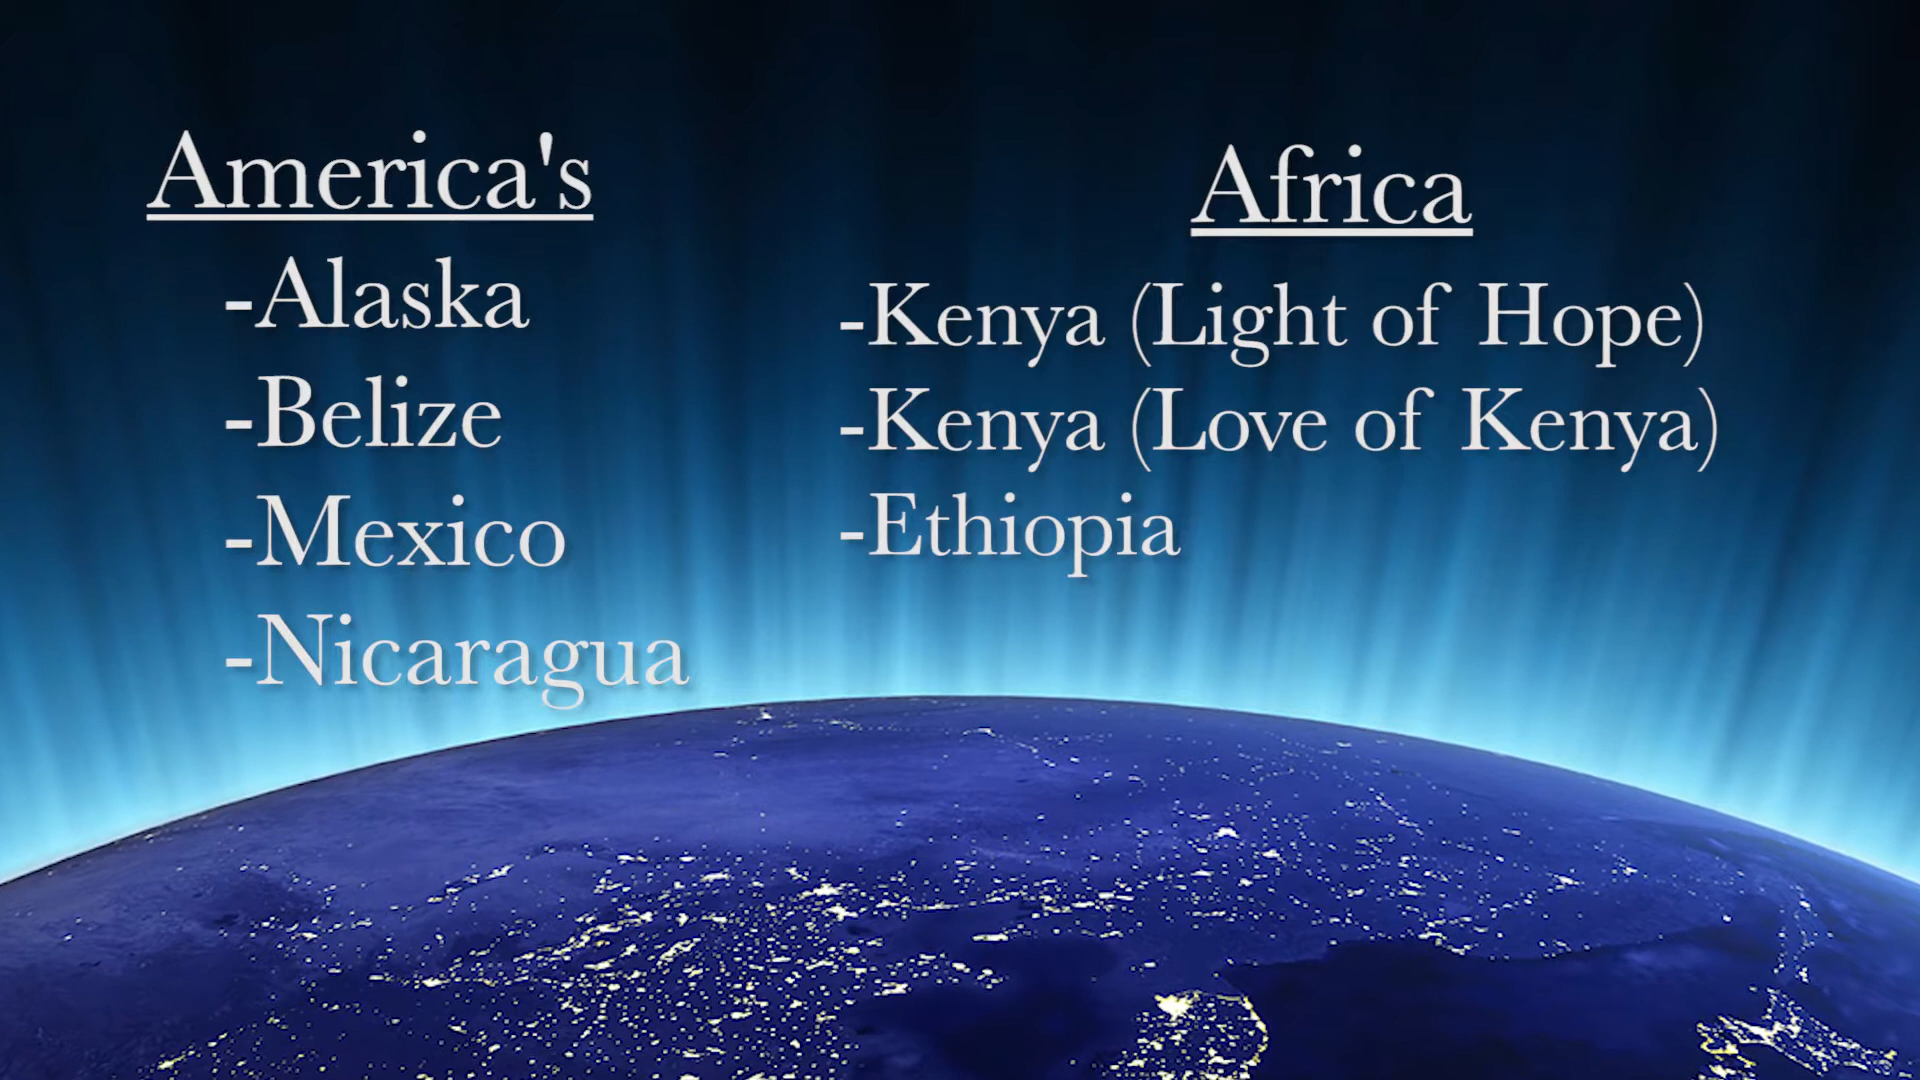 America's
-Alaska
-Belize
-Mexico
-Nicaragua
Africa
-Kenya (Light of Hope)
-Kenya (Love of Kenya)
-Ethiopia